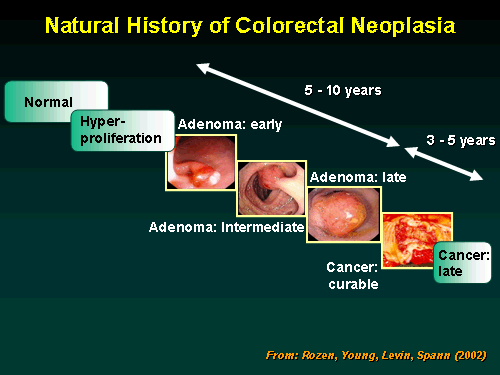 Natural History of Colorectal Neoplasia
5 - 10 years
Normal
Hyper-
proliferation
Adenoma: early
3 - 5 years
Adenoma: late
Adenoma: Intermediate
Cancer:
curable
Cancer:
late
From: Rozen, Young, Levin, Spann (2002)